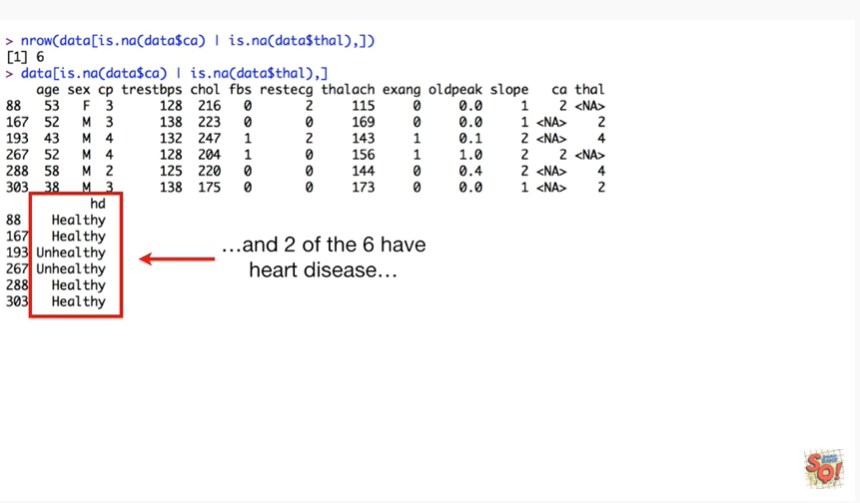 > nrow(data[is.na(data$ca) | is.na(data$thal),])
[1] 6
> data[is.na(data$ca) | is.na(data$thal),]
age sex cp trestbps chol fbs restecg thalach exang oldpeak slope ca thal
88 53 F 3 128 216 0 2 115 0 0.0 1 2 <NA>
167 52 M 3 138 223 0 0 169 0 0.0 1 <NA> 2
193 43 M 4 132 247 1 2 143 1 0.1 2 <NA> 4
267 52 M 4 128 204 1 0 156 1 1.0 2 2 <NA>
288 58 M 2 125 220 0 0 144 0 0.4 2 <NA> 4
303 38 M 3 138 175 0 0 173 0 0.0 1 <NA> 2
hd
88 Healthy
167 Healthy
193 Unhealthy
267 Unhealthy
288 Healthy
303 Healthy
…and 2 of the 6 have
heart disease…
SQ!